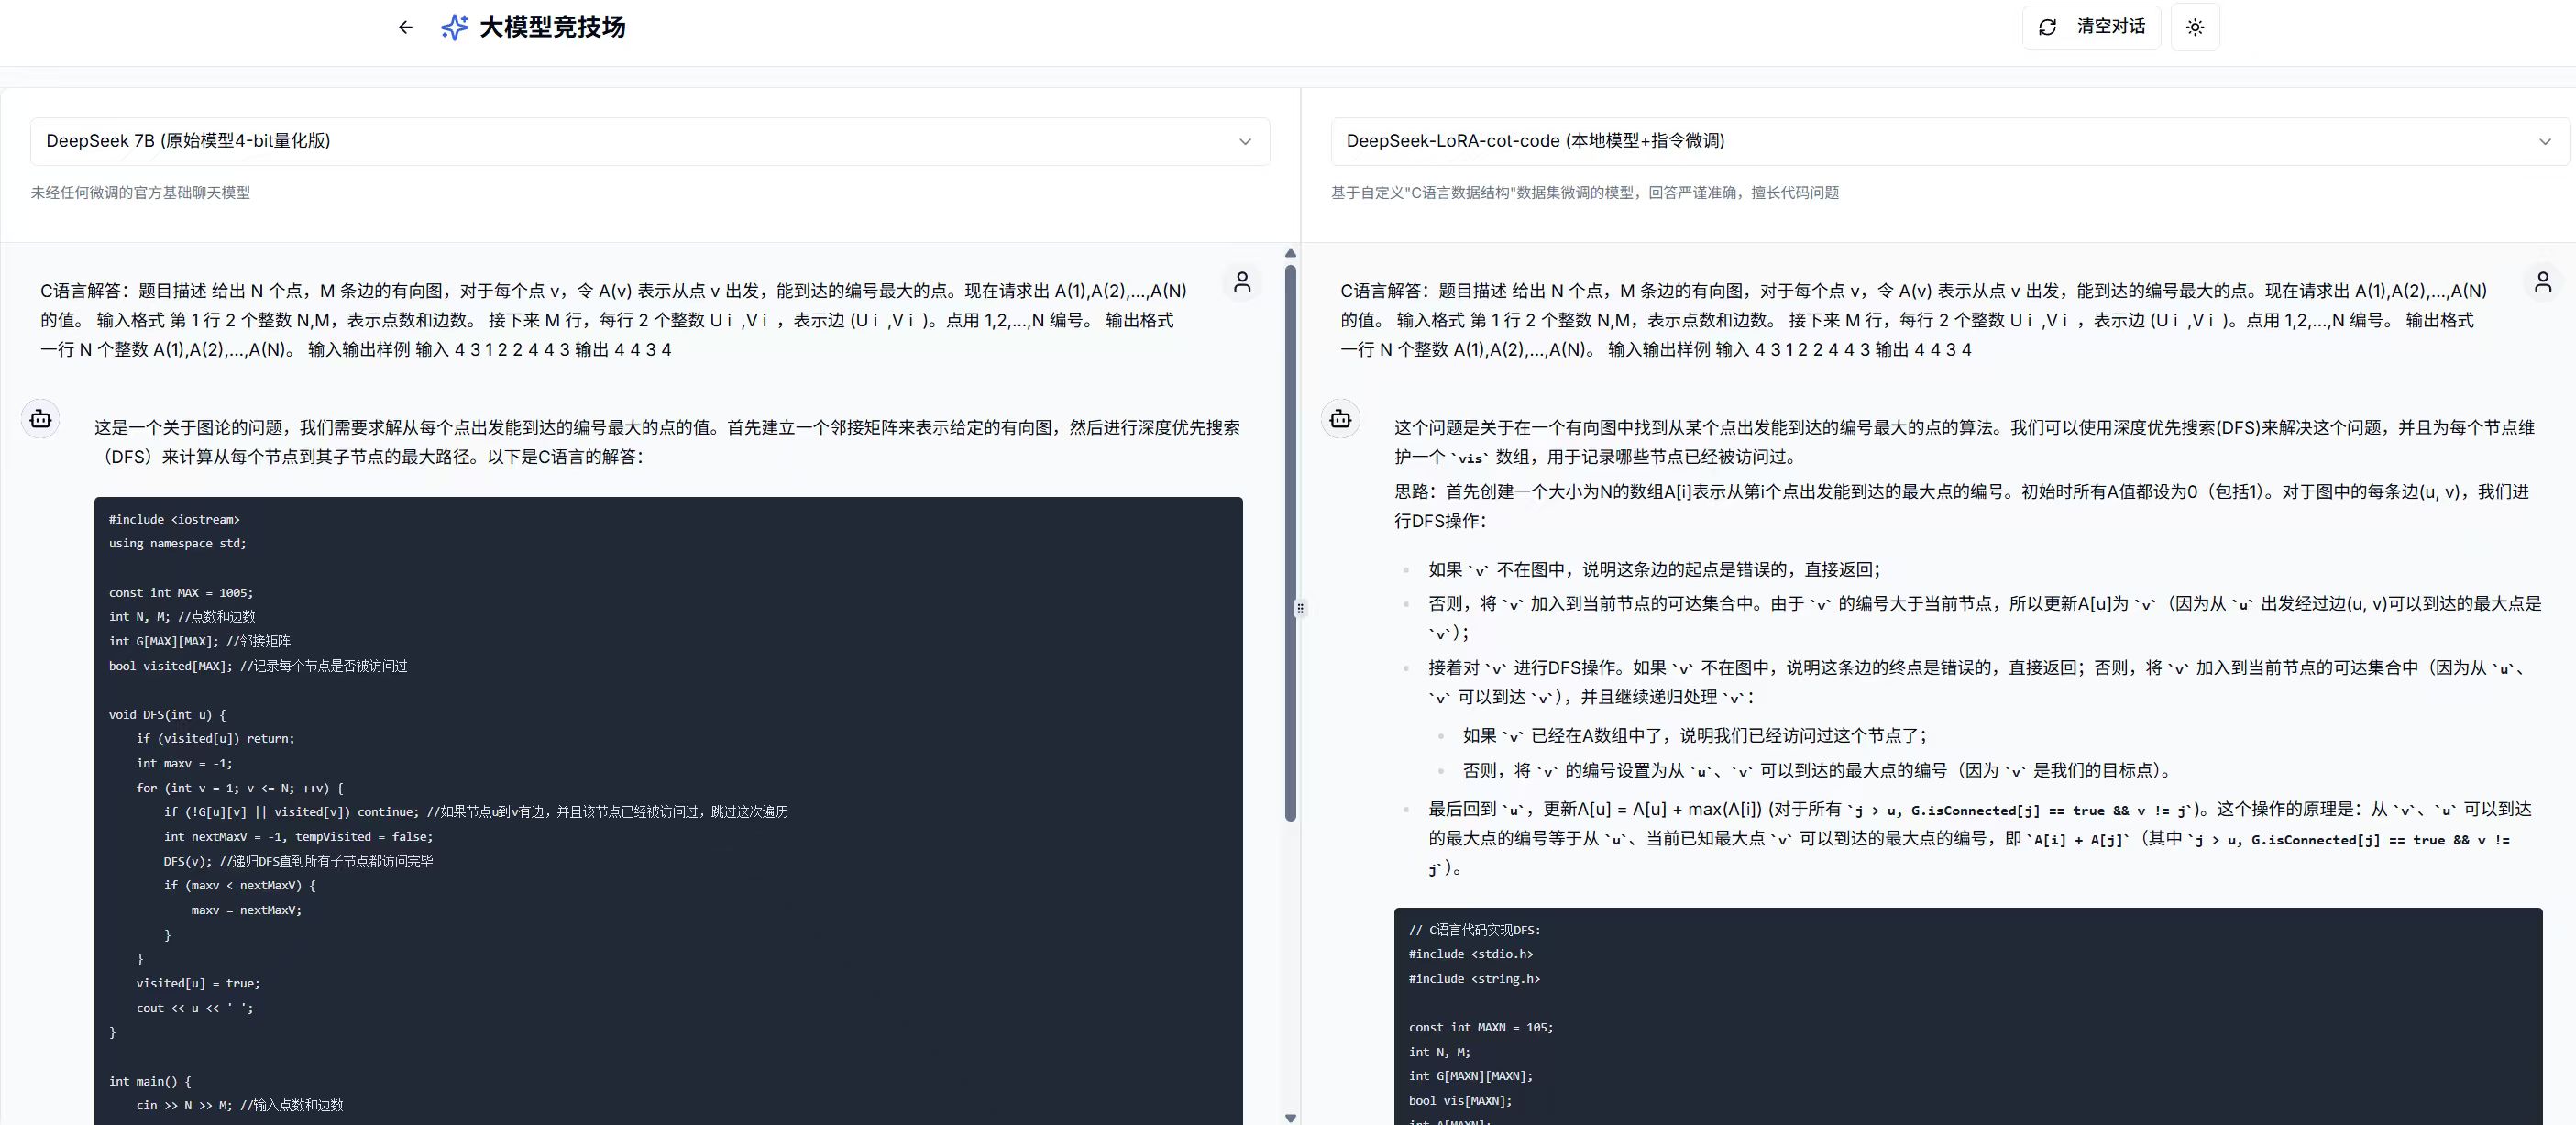 大模型竞技场
清空对话
DeepSeek 7B (原始模型4-bit量化版)
未经任何微调的官方基础聊天模型
C语言解答：题目描述 给出 N 个点，M 条边的有向图，对于每个点 v，令 A(v) 表示从点 v 出发，能到达的编号最大的点。现在请求出 A(1),A(2),...,A(N)
的值。 输入格式 第 1 行 2 个整数 N,M，表示点数和边数。 接下来 M 行，每行 2 个整数 U i ,V i ，表示边 (U i ,V i )。点用 1,2,...,N 编号。 输出格式
一行 N 个整数 A(1),A(2),...,A(N)。 输入输出样例 输入 4 3 1 2 2 4 4 3 输出 4 4 3 4
这是一个关于图论的问题，我们需要求解从每个点出发能到达的编号最大的点的值。首先建立一个邻接矩阵来表示给定的有向图，然后进行深度优先搜索
（DFS）来计算从每个节点到其子节点的最大路径。以下是C语言的解答：
#include <iostream>
using namespace std;
const int MAX = 1005;
int N, M; //点数和边数
int G[MAX][MAX]; //邻接矩阵
bool visited[MAX]; //记录每个节点是否被访问过
void DFS(int u) {
if (visited[u]) return;
int maxv = -1;
for (int v = 1; v <= N; ++v) {
if (!G[u][v] || visited[v]) continue; //如果节点u到v有边，并且该节点已经被访问过，跳过这次遍历
int nextMaxV = -1, tempVisited = false;
DFS(v); //递归DFS直到所有子节点都访问完毕
if (maxv < nextMaxV) {
maxv = nextMaxV;
}
}
visited[u] = true;
cout << u << ' ';
}
int main() {
cin >> N >> M; //输入点数和边数
DeepSeek-LoRA-cot-code (本地模型+指令微调)
基于自定义"C语言数据结构"数据集微调的模型，回答严谨准确，擅长代码问题
C语言解答：题目描述 给出 N 个点，M 条边的有向图，对于每个点 v，令 A(v) 表示从点 v 出发，能到达的编号最大的点。现在请求出 A(1),A(2),...,A(N)
的值。 输入格式 第 1 行 2 个整数 N,M，表示点数和边数。 接下来 M 行，每行 2 个整数 U i ,V i ，表示边 (U i ,V i )。点用 1,2,...,N 编号。 输出格式
一行 N 个整数 A(1),A(2),...,A(N)。 输入输出样例 输入 4 3 1 2 2 4 4 3 输出 4 4 3 4
这个问题是关于在一个有向图中找到从某个点出发能到达的编号最大的点的算法。我们可以使用深度优先搜索(DFS)来解决这个问题，并且为每个节点维
护一个 `vis` 数组，用于记录哪些节点已经被访问过。
思路：首先创建一个大小为N的数组A[i]表示从第i个点出发能到达的最大点的编号。初始时所有A值都设为0（包括1）。对于图中的每条边(u, v)，我们进
行DFS操作：
如果 `v` 不在图中，说明这条边的起点是错误的，直接返回；
否则，将 `v` 加入到当前节点的可达集合中。由于 `v` 的编号大于当前节点，所以更新A[u]为 `v`（因为从 `u` 出发经过边(u, v)可以到达的最大点是
`v`）；
接着对 `v` 进行DFS操作。如果 `v` 不在图中，说明这条边的终点是错误的，直接返回；否则，将 `v` 加入到当前节点的可达集合中（因为从 `u`、
`v` 可以到达 `v`），并且继续递归处理 `v`：
如果 `v` 已经在A数组中了，说明我们已经访问过这个节点了；
否则，将 `v` 的编号设置为从 `u`、`v` 可以到达的最大点的编号（因为 `v` 是我们的目标点）。
最后回到 `u`，更新A[u] = A[u] + max(A[i]) (对于所有 `j > u, G.isConnected[j] == true && v != j`)。这个操作的原理是：从 `v`、`u` 可以到达
的最大点的编号等于从 `u`、当前已知最大点 `v` 可以到达的最大点的编号，即 `A[i] + A[j]`（其中 `j > u, G.isConnected[j] == true && v !=
j`）。
// C语言代码实现DFS:
#include <stdio.h>
#include <string.h>
const int MAXN = 105;
int N, M;
int G[MAXN][MAXN];
bool vis[MAXN];
int A[MAXN];